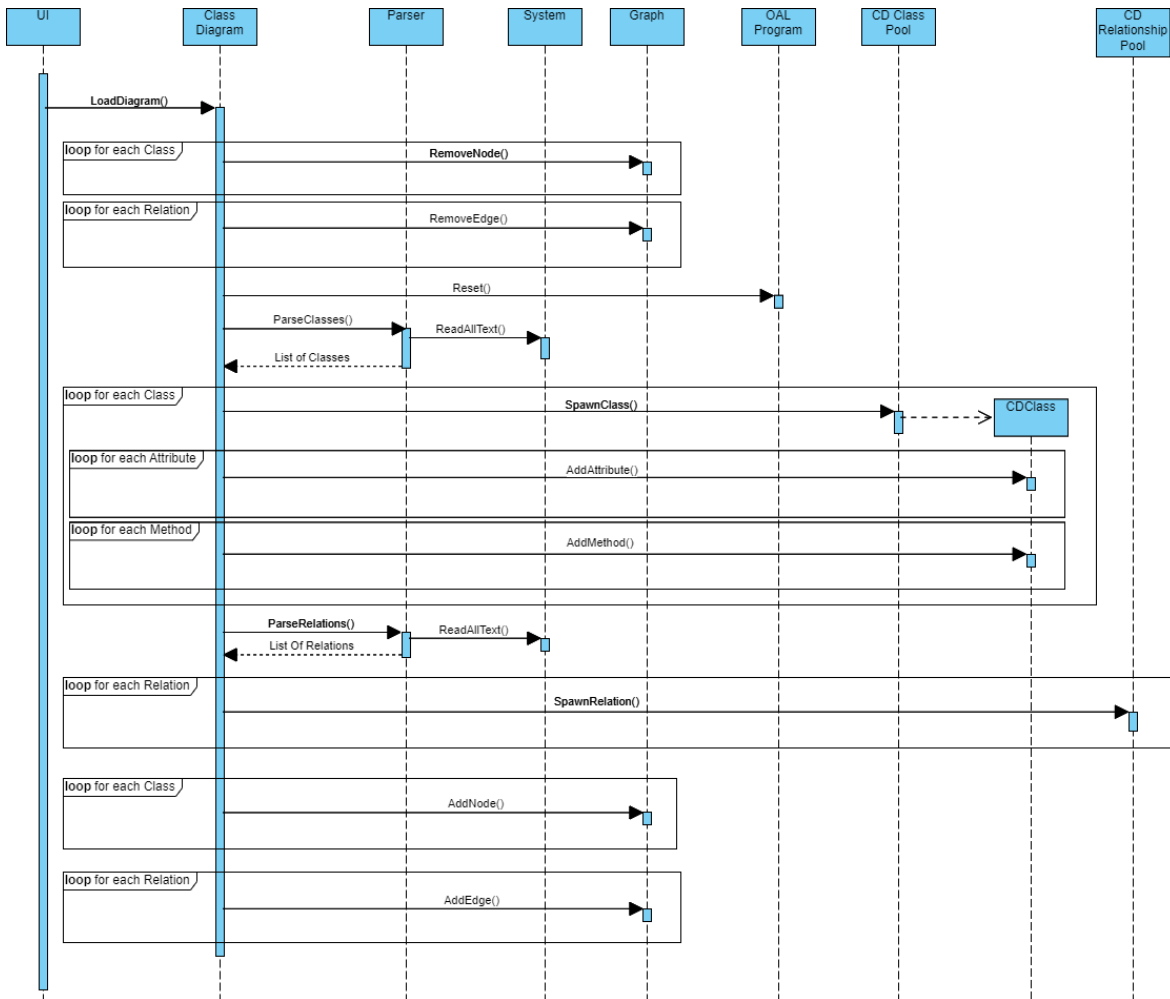 UI
Class
Diagram
Parser
System
Graph
OAL
Program
CD Class
Pool
CD
Relationship
Pool
LoadDiagram()
loop for each Class
RemoveNode()
loop for each Relation
RemoveEdge()
Reset()
ParseClasses()
ReadAllText()
List of Classes
loop for each Class
SpawnClass()
CDClass
loop for each Attribute
AddAttribute()
loop for each Method
AddMethod()
ParseRelations()
ReadAllText()
List Of Relations
loop for each Relation
SpawnRelation()
loop for each Class
AddNode()
loop for each Relation
AddEdge()